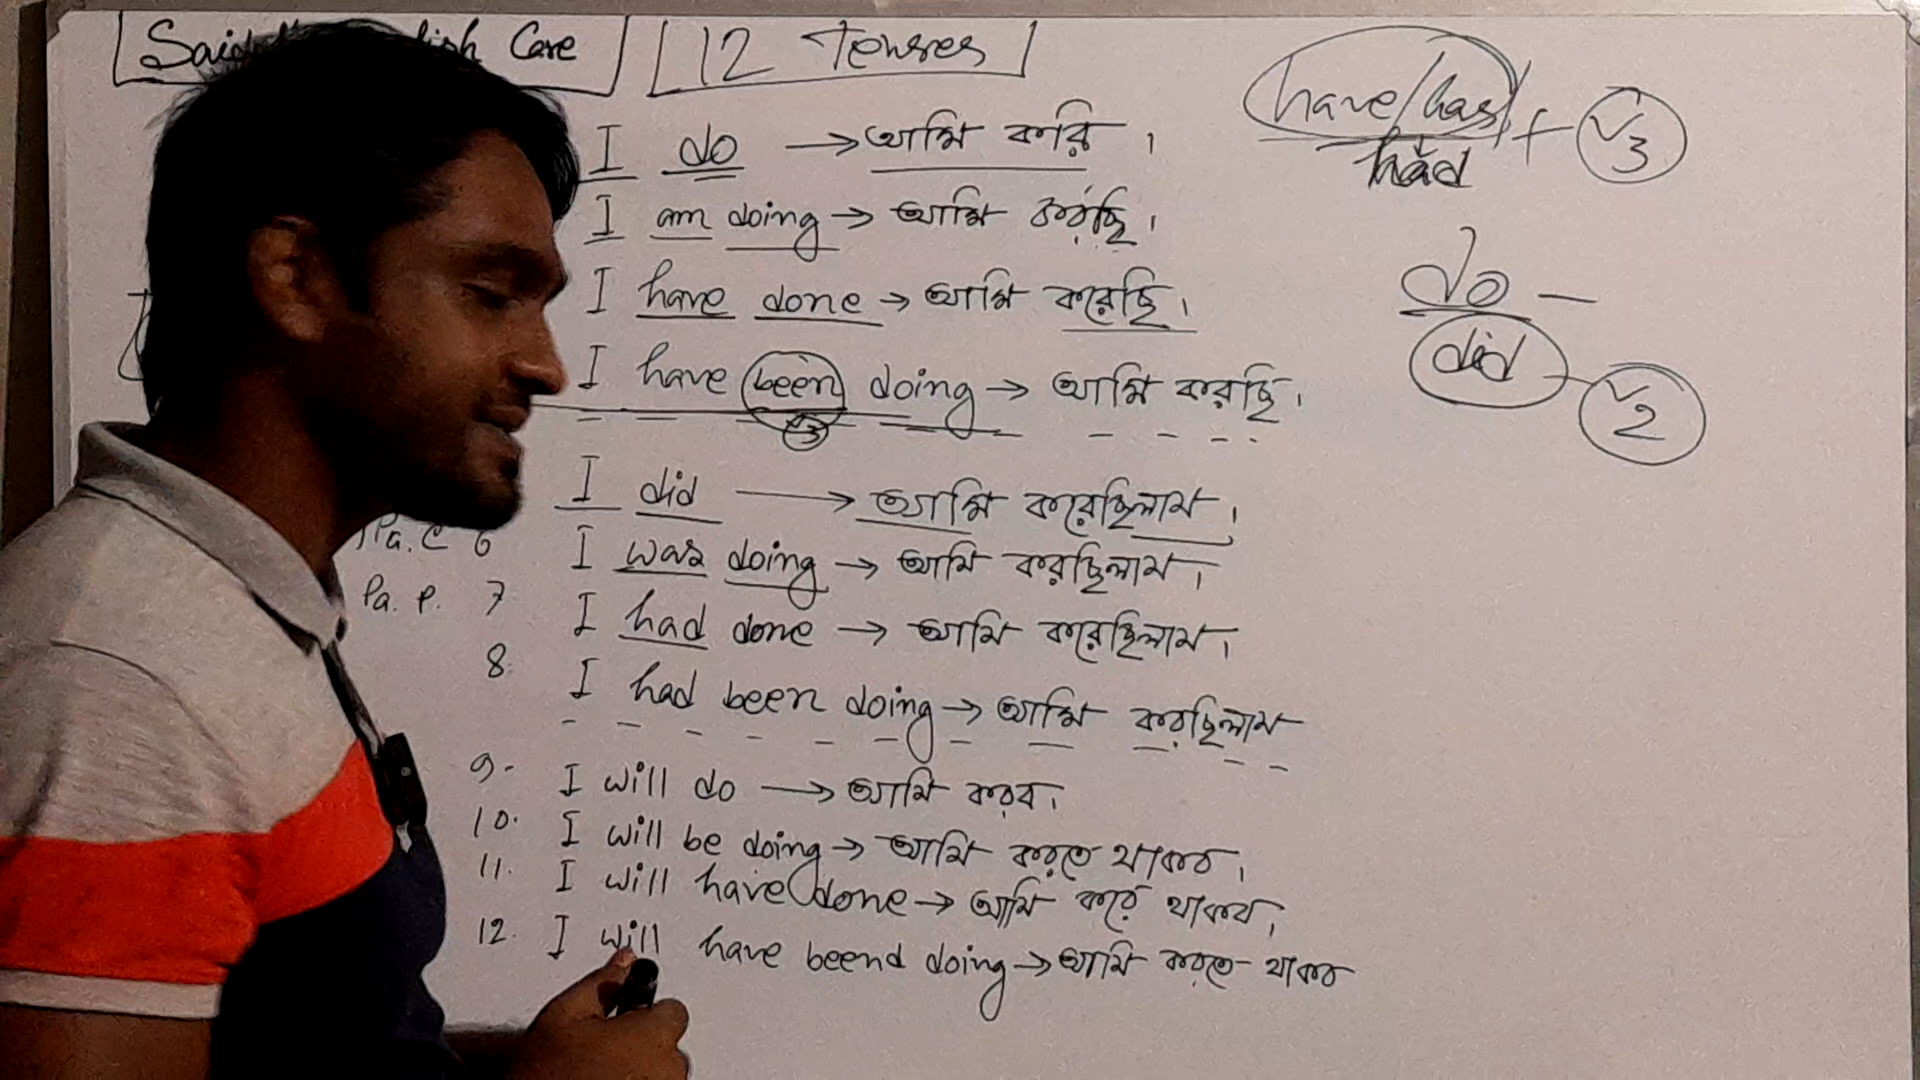 Care 12 Tenses
I do → আমি করি।
I am doing → আমি করছি।
I have done → আমি করেছি।
I have been doing → আমি করছি।
V3
I did → আমি করেছিলাম।
Pa. C 6 I was doing → আমি করছিলাম।
Pa. P. 7 I had done → আমি করেছিলাম।
8. I had been doing → আমি করছিলাম
9. I will do → আমি করব।
10. I will be doing → আমি করতে থাকব।
11. I will have done → আমি করে থাকব।
12. I will have beend doing → আমি করতে থাকব
have/has + V3
had
do —
did — V2